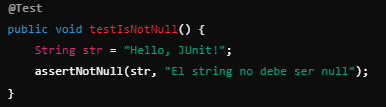 @Test
public void testIsNotNull() {
    String str = "Hello, JUnit!";
    assertNotNull(str, "El string no debe ser null");
}